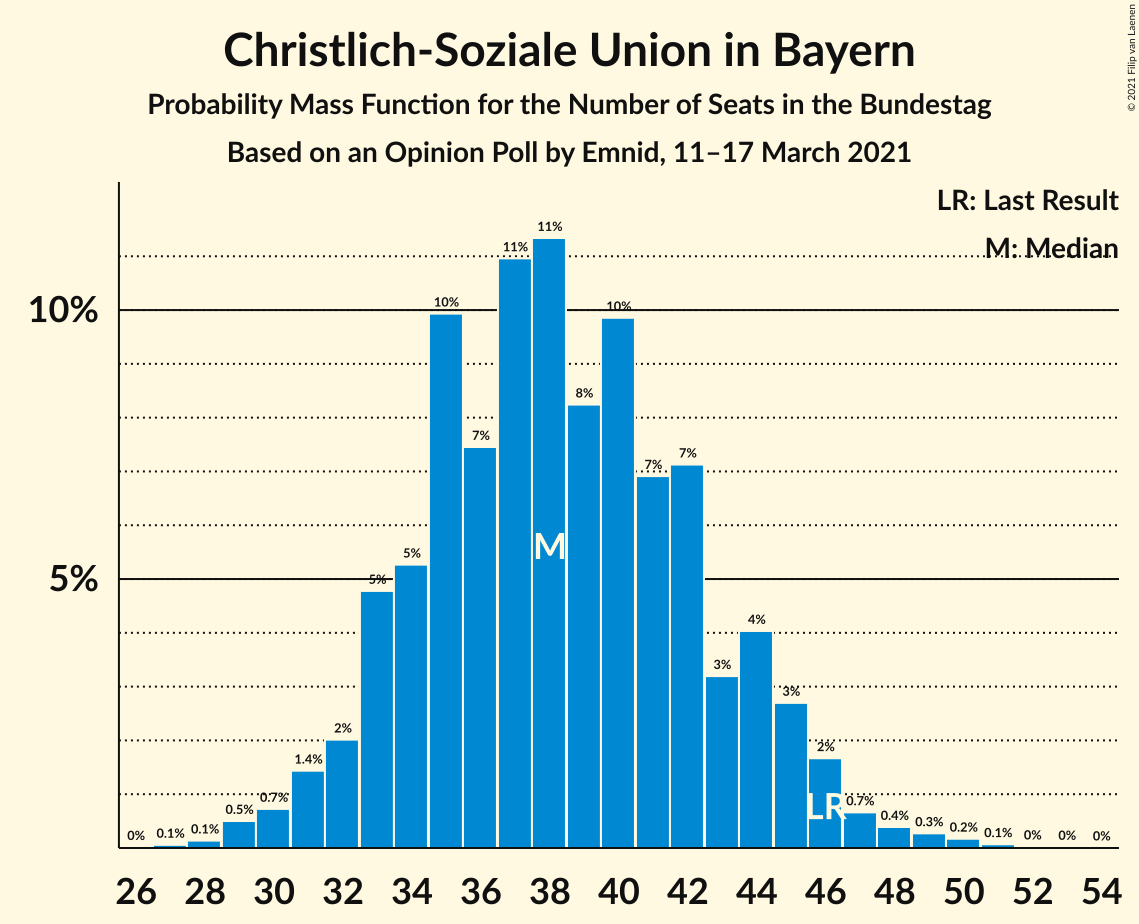 Christlich-Soziale Union in Bayern
Probability Mass Function for the Number of Seats in the Bundestag
Based on an Opinion Poll by Emnid, 11–17 March 2021
© 2021 Filip van Laenen
LR: Last Result
M: Median
10%
5%
0% 0.1% 0.1% 0.5% 0.7% 1.4% 2% 5% 5% 10% 7% 11% 11% 8% 10% 7% 7% 3% 4% 3% 2% 0.7% 0.4% 0.3% 0.2% 0.1% 0% 0% 0%
M
LR
26 28 30 32 34 36 38 40 42 44 46 48 50 52 54